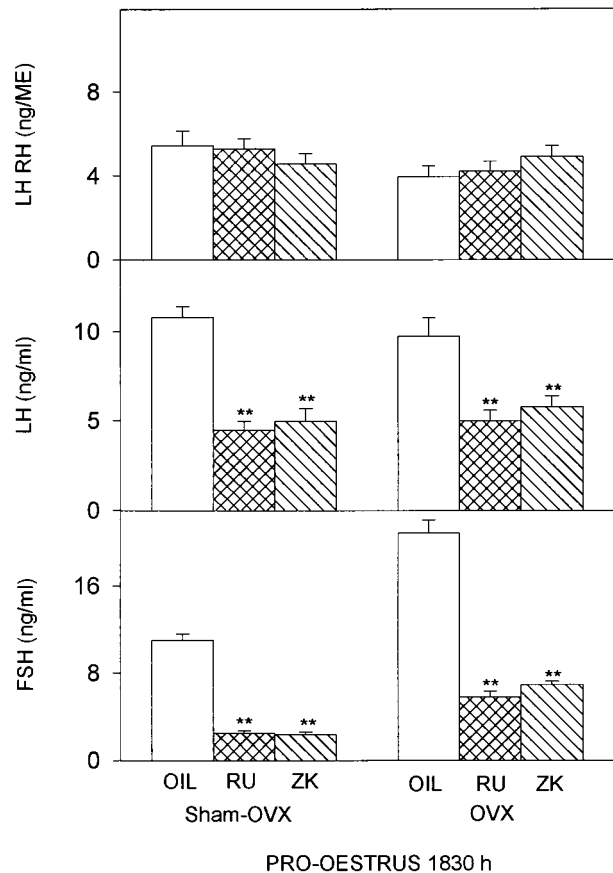 LH RH (ng/ME)
8
4
0
LH (ng/ml)
10
5
0
** **
** **
FSH (ng/ml)
16
8
0
** **
** **
OIL RU ZK OIL RU ZK
Sham-OVX OVX
PRO-OESTRUS 1830 h